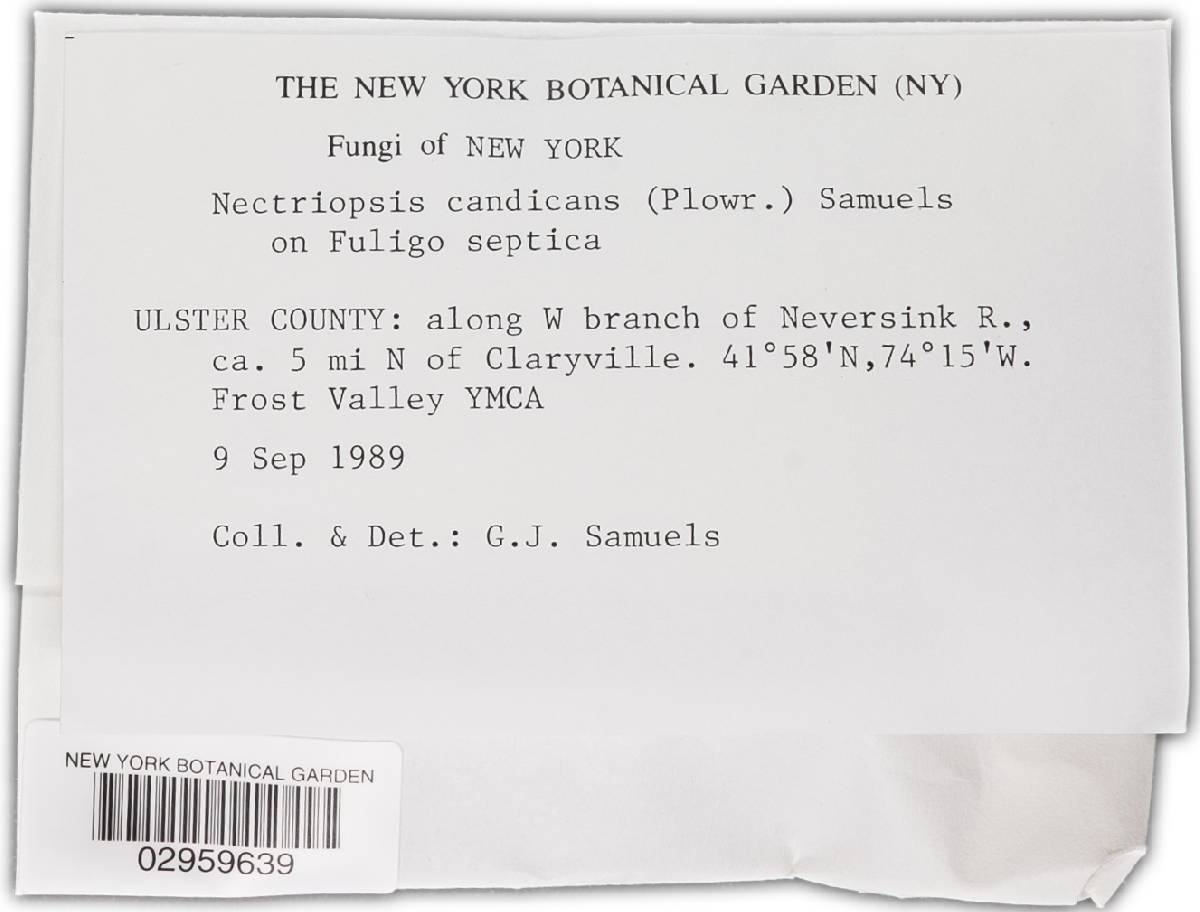 THE NEW YORK BOTANICAL GARDEN (NY)
Fungi of NEW YORK
Nectriopsis candicans (Plowr.) Samuels
on Fuligo septica
ULSTER COUNTY: along W branch of Neversink R.,
ca. 5 mi N of Claryville. 41°58'N,74°15'W.
Frost Valley YMCA
9 Sep 1989
Coll. & Det.: G.J. Samuels
NEW YORK BOTANICAL GARDEN
02959639